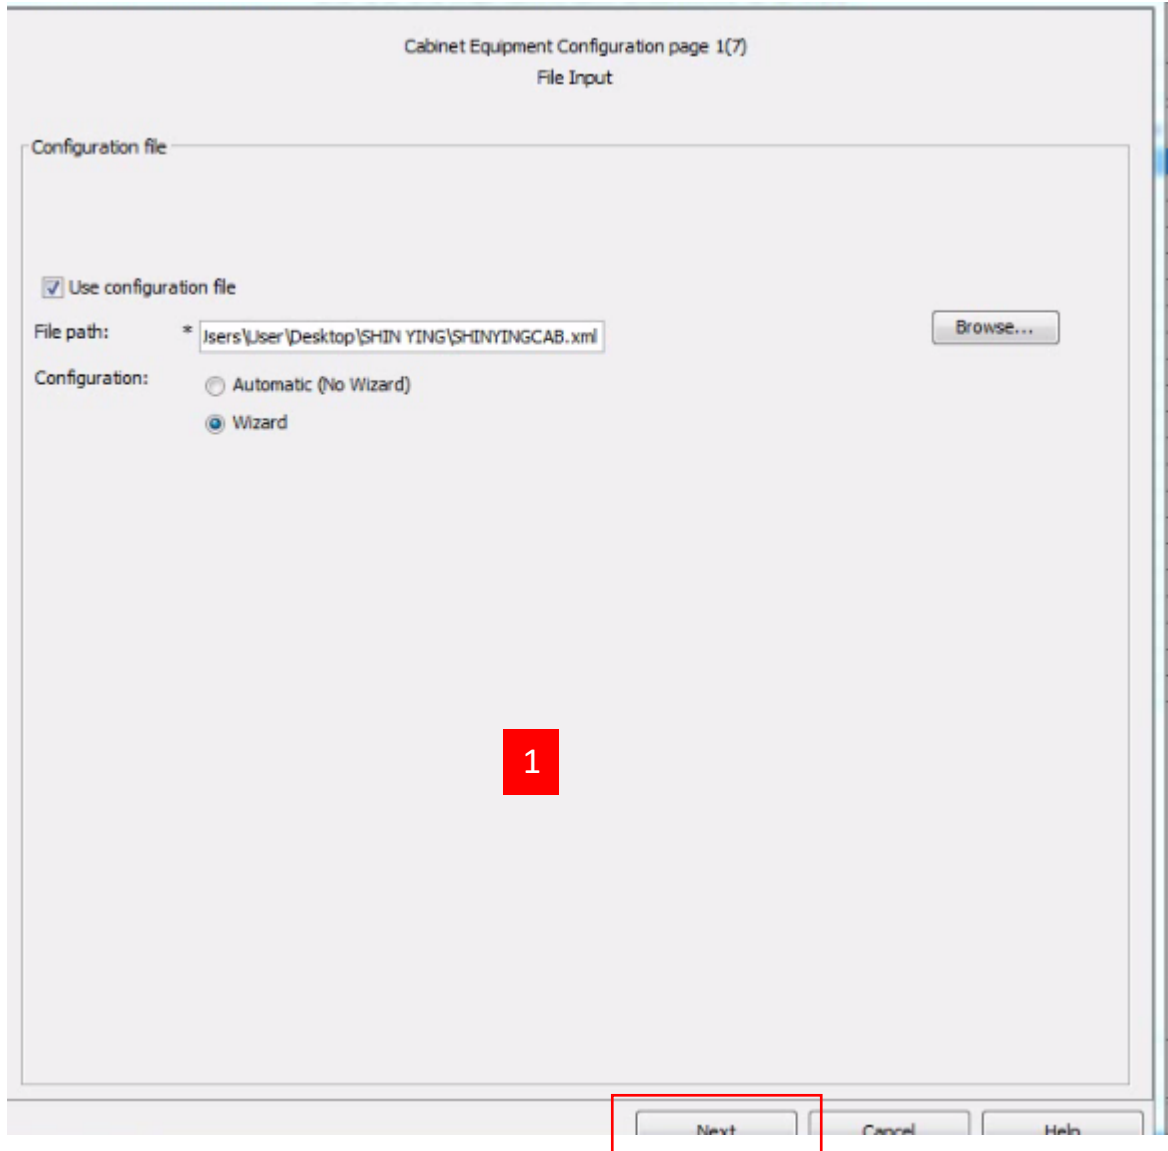 Cabinet Equipment Configuration page 1(7)
File Input
Configuration file
Use configuration file
File path: * Jsers\User\Desktop\SHIN YING\SHINYINGCAB.xml Browse...
Configuration: Automatic (No Wizard)
Wizard
1
Next Cancel Help